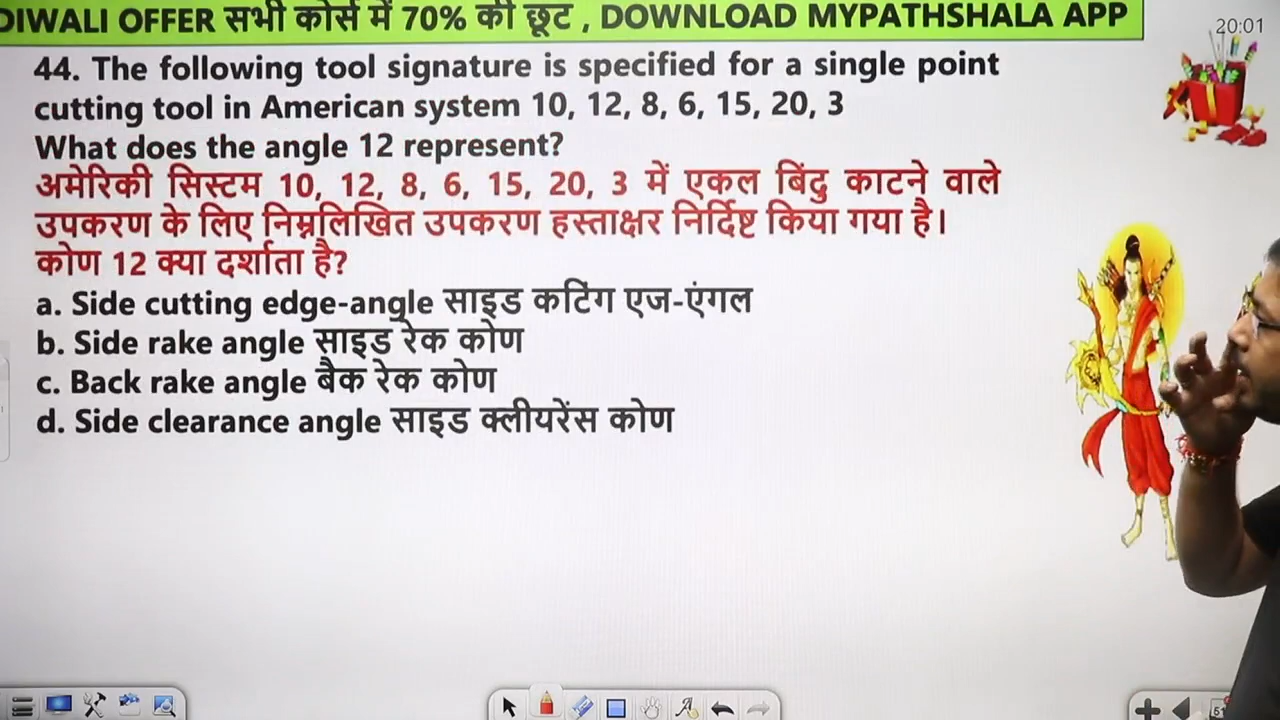 DIWALI OFFER सभी कोर्स में 70% की छूट , DOWNLOAD MYPATHSHALA APP
20:01
44. The following tool signature is specified for a single point
cutting tool in American system 10, 12, 8, 6, 15, 20, 3
What does the angle 12 represent?
अमेरिकी सिस्टम 10, 12, 8, 6, 15, 20, 3 में एकल बिंदु काटने वाले
उपकरण के लिए निम्नलिखित उपकरण हस्ताक्षर निर्दिष्ट किया गया है।
कोण 12 क्या दर्शाता है?
a. Side cutting edge-angle साइड कटिंग एज-एंगल
b. Side rake angle साइड रेक कोण
c. Back rake angle बैक रेक कोण
d. Side clearance angle साइड क्लीयरेंस कोण